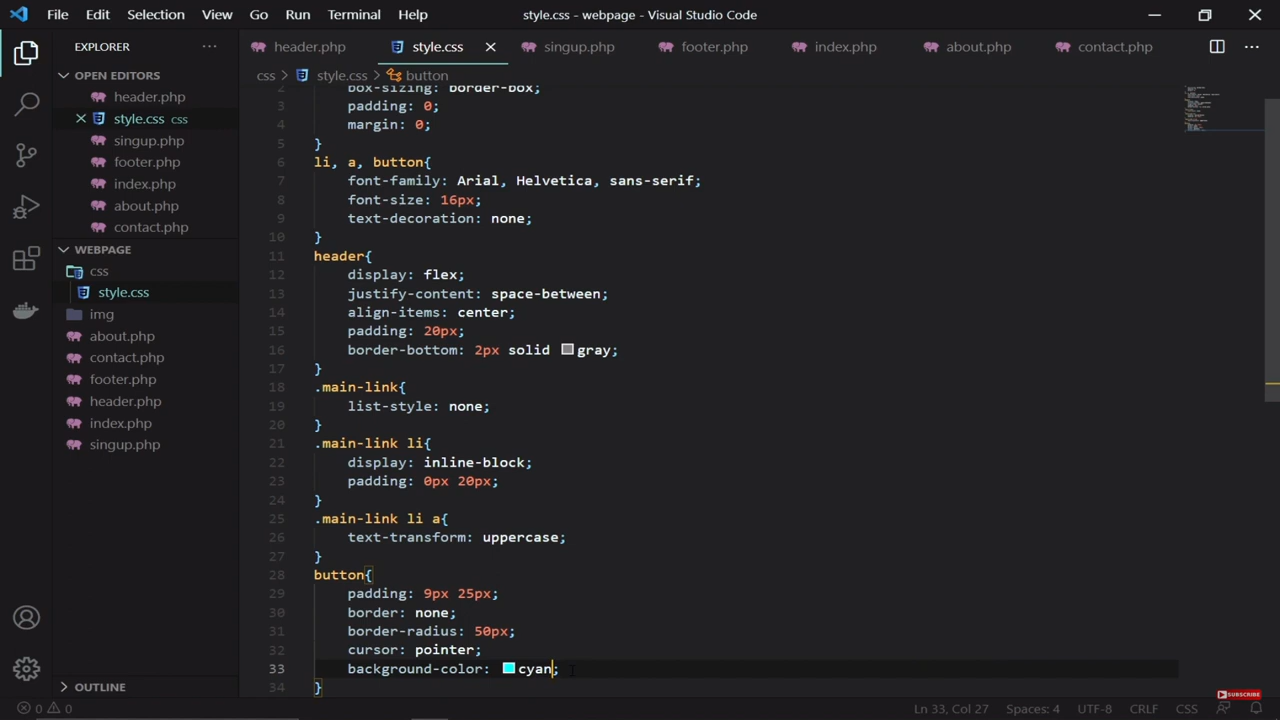 File Edit Selection View Go Run Terminal Help
style.css - webpage - Visual Studio Code
EXPLORER
header.php style.css singup.php footer.php index.php about.php contact.php
OPEN EDITORS
header.php
style.css css
singup.php
footer.php
index.php
about.php
contact.php
WEBPAGE
css
style.css
img
about.php
contact.php
footer.php
header.php
index.php
singup.php
OUTLINE
css > style.css > button
2 box-sizing: border-box;
3 padding: 0;
4 margin: 0;
5 }
6 li, a, button{
7 font-family: Arial, Helvetica, sans-serif;
8 font-size: 16px;
9 text-decoration: none;
10 }
11 header{
12 display: flex;
13 justify-content: space-between;
14 align-items: center;
15 padding: 20px;
16 border-bottom: 2px solid gray;
17 }
18 .main-link{
19 list-style: none;
20 }
21 .main-link li{
22 display: inline-block;
23 padding: 0px 20px;
24 }
25 .main-link li a{
26 text-transform: uppercase;
27 }
28 button{
29 padding: 9px 25px;
30 border: none;
31 border-radius: 50px;
32 cursor: pointer;
33 background-color: cyan;
34 }
SUBSCRIBE
0 0
Ln 33, Col 27 Spaces: 4 UTF-8 CRLF CSS